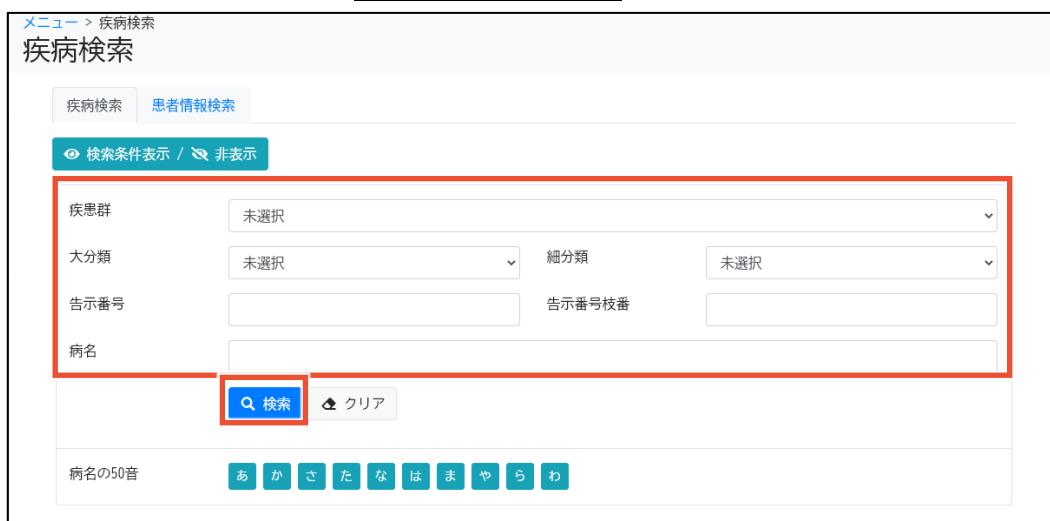 メニュー > 疾病検索
疾病検索
疾病検索 患者情報検索
検索条件表示 / 非表示
疾患群 未選択
大分類 未選択 細分類 未選択
告示番号 告示番号枝番
病名
検索 クリア
病名の50音 あ か さ た な は ま や ら わ